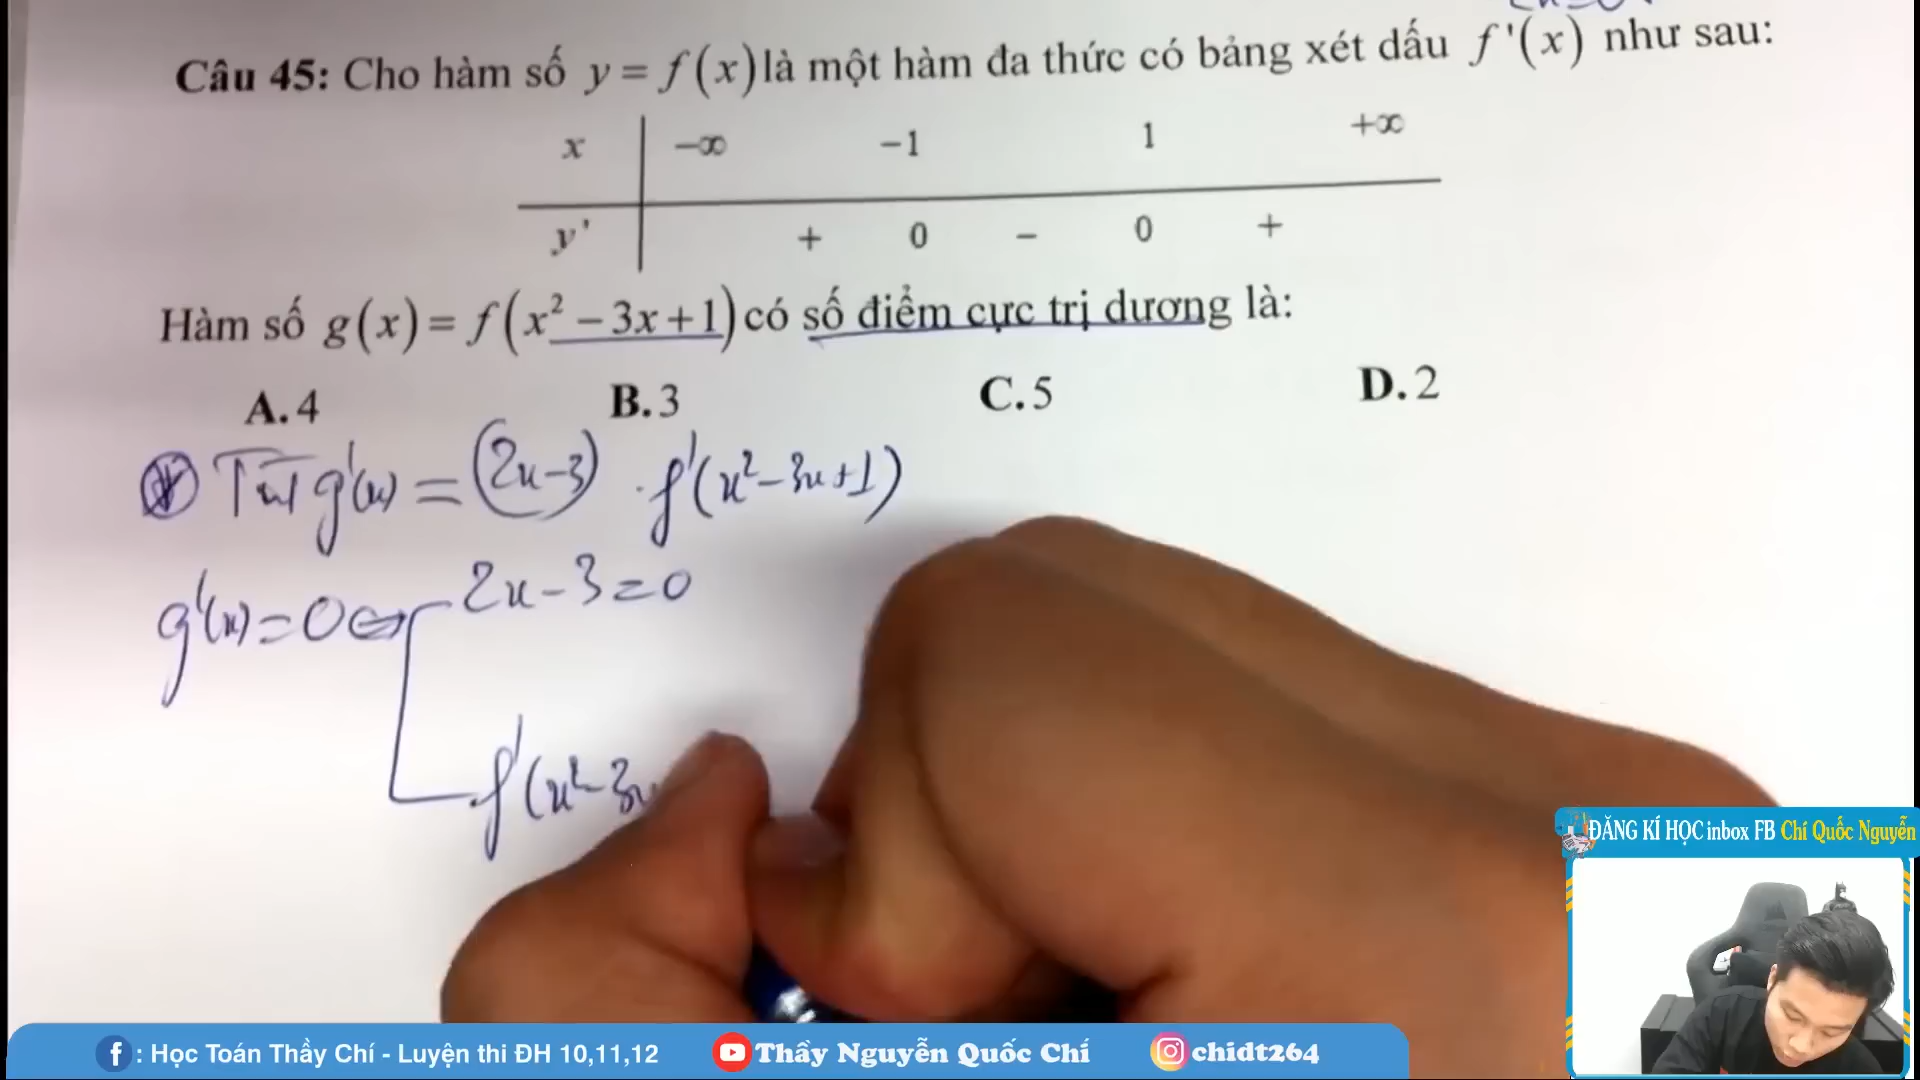 Câu 45: Cho hàm số y = f(x) là một hàm đa thức có bảng xét dấu f'(x) như sau:
x −∞ −1 1 +∞
y' + 0 − 0 +
Hàm số g(x) = f(x² − 3x + 1) có số điểm cực trị dương là:
A. 4 B. 3 C. 5 D. 2
g'(x) = (2x − 3) . f'(x² − 3x + 1)
g'(x) = 0 ⇔ 2x − 3 = 0
f'(x² − 3x
ĐĂNG KÍ HỌC inbox FB Chí Quốc Nguyễn
f : Học Toán Thầy Chí - Luyện thi ĐH 10,11,12 Thầy Nguyễn Quốc Chí chidt264